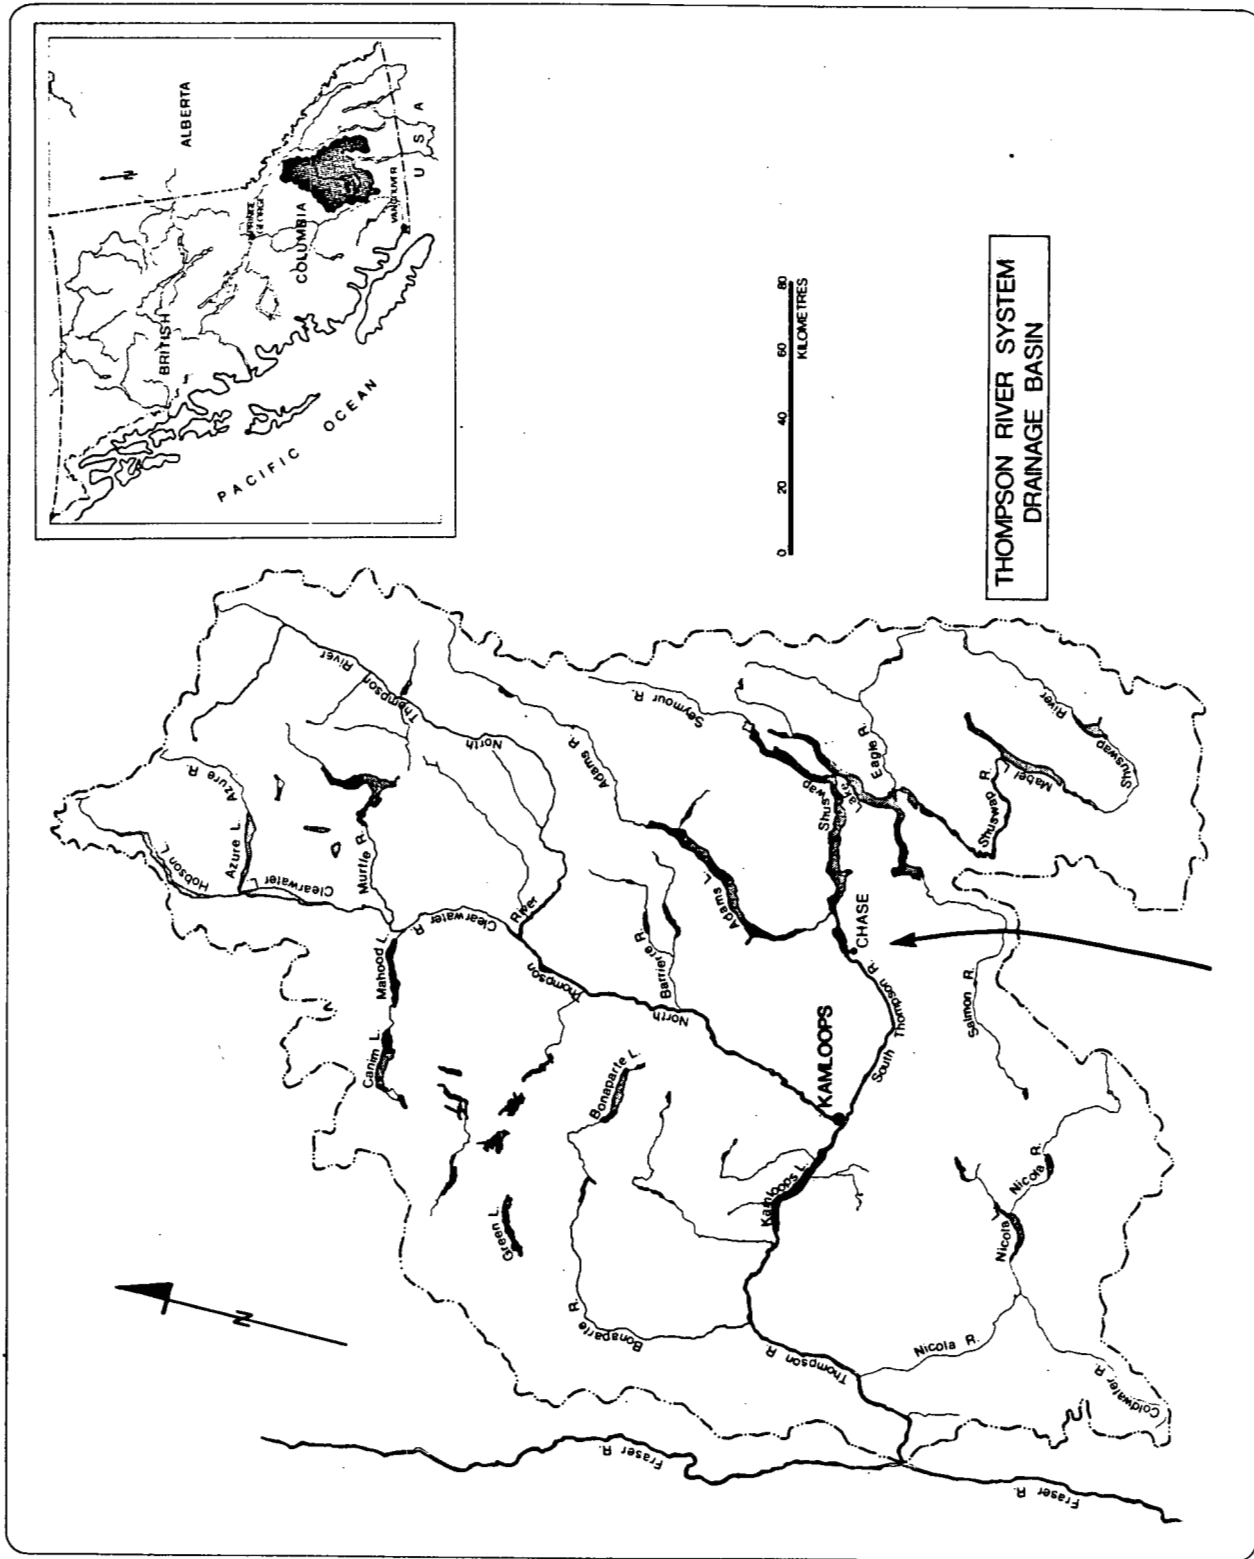 ALBERTA
N
BRITISH
PRINCE
GEORGE
COLUMBIA
VANCOUVER
U S A
PACIFIC OCEAN
0 20 40 60 80
KILOMETRES
THOMPSON RIVER SYSTEM
DRAINAGE BASIN
N
Hobson L.
Azure R.
Azure L.
Clearwater L.
Murtle R.
Mahood L.
Canim L.
Clearwater R.
North Thompson River
North Thompson River
Adams R.
Adams L.
Barriere R.
Seymour R.
Shuswap Lake
Eagle R.
Shuswap R.
Mabel L.
Shuswap River
CHASE
South Thompson R.
Salmon R.
KAMLOOPS
Kamloops L.
Bonaparte L.
Green L.
Bonaparte R.
Thompson R.
Nicola R.
Nicola L.
Nicola R.
Coldwater R.
Fraser R.
Fraser R.